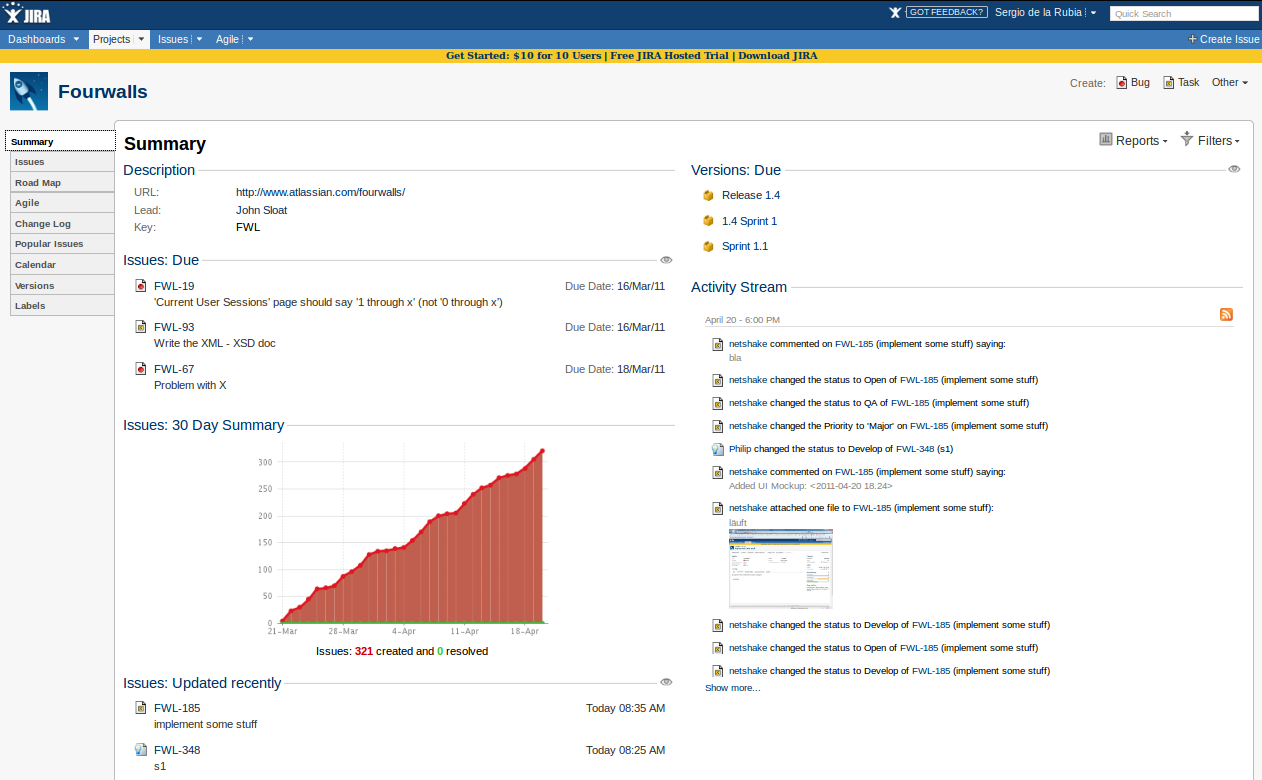 JIRA
GOT FEEDBACK? Sergio de la Rubia Quick Search
Dashboards Projects Issues Agile + Create Issue
Get Started: $10 for 10 Users | Free JIRA Hosted Trial | Download JIRA
Fourwalls
Create: Bug Task Other
Summary
Issues
Road Map
Agile
Change Log
Popular Issues
Calendar
Versions
Labels
Summary
Reports Filters
Description
URL: http://www.atlassian.com/fourwalls/
Lead: John Sloat
Key: FWL
Issues: Due
FWL-19 Due Date: 16/Mar/11
'Current User Sessions' page should say '1 through x' (not '0 through x')
FWL-93 Due Date: 16/Mar/11
Write the XML - XSD doc
FWL-67 Due Date: 18/Mar/11
Problem with X
Issues: 30 Day Summary
300
250
200
150
100
50
0
21-Mar 28-Mar 4-Apr 11-Apr 18-Apr
Issues: 321 created and 0 resolved
Issues: Updated recently
FWL-185 Today 08:35 AM
implement some stuff
FWL-348 Today 08:25 AM
s1
Versions: Due
Release 1.4
1.4 Sprint 1
Sprint 1.1
Activity Stream
April 20 - 6:00 PM
netshake commented on FWL-185 (implement some stuff) saying:
bla
netshake changed the status to Open of FWL-185 (implement some stuff)
netshake changed the status to QA of FWL-185 (implement some stuff)
netshake changed the Priority to 'Major' on FWL-185 (implement some stuff)
Philip changed the status to Develop of FWL-348 (s1)
netshake commented on FWL-185 (implement some stuff) saying:
Added UI Mockup: <2011-04-20 18.24>
netshake attached one file to FWL-185 (implement some stuff):
läuft
netshake changed the status to Develop of FWL-185 (implement some stuff)
netshake changed the status to Open of FWL-185 (implement some stuff)
netshake changed the status to Develop of FWL-185 (implement some stuff)
Show more...